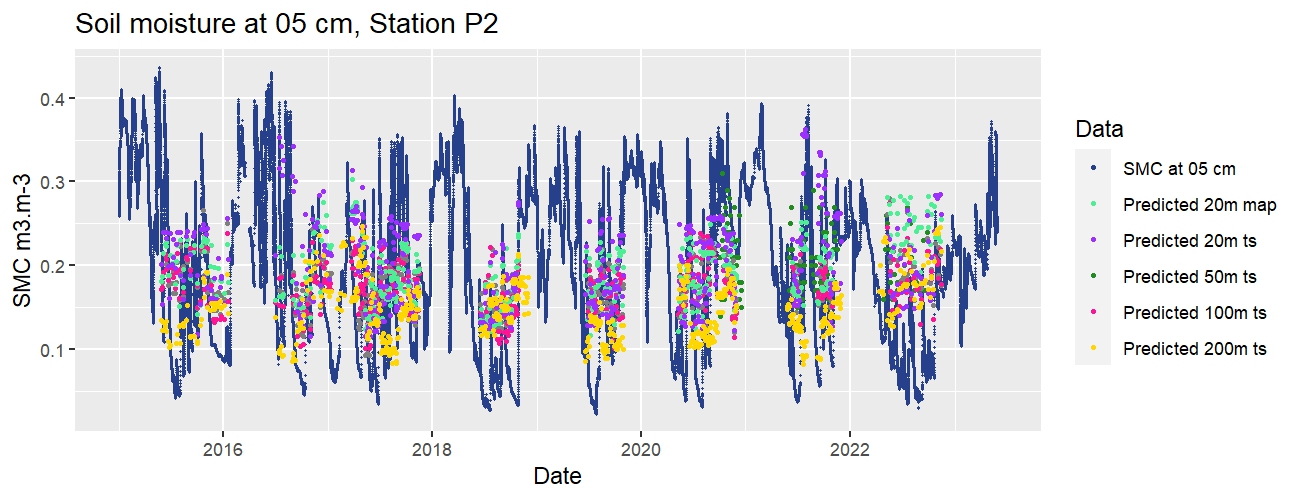 Soil moisture at 05 cm, Station P2
SMC m3.m-3
0.4
0.3
0.2
0.1
2016
2018
2020
2022
Date
Data
SMC at 05 cm
Predicted 20m map
Predicted 20m ts
Predicted 50m ts
Predicted 100m ts
Predicted 200m ts